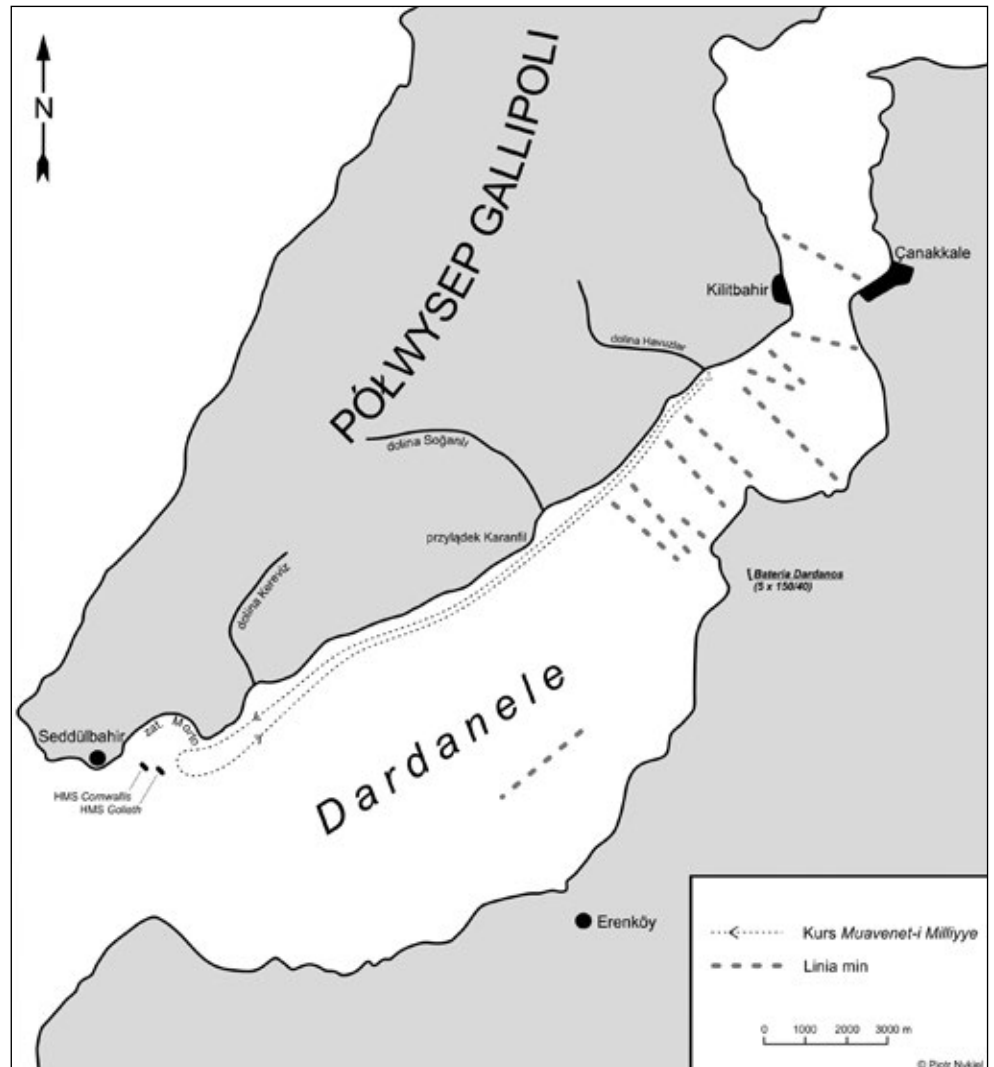 N
PÓŁWYSEP GALLIPOLI
Çanakkale
Kilitbahir
dolina Havuzlar
dolina Soğanlı
przylądek Karanfil
Bateria Dardanos
(5 x 150/40)
dolina Kereviz
zat. Morto
Seddülbahir
HMS Cornwallis
HMS Goliath
Dardanele
Erenköy
Kurs Muavenet-i Milliyye
Linia min
0 1000 2000 3000 m
© Piotr Nykiel